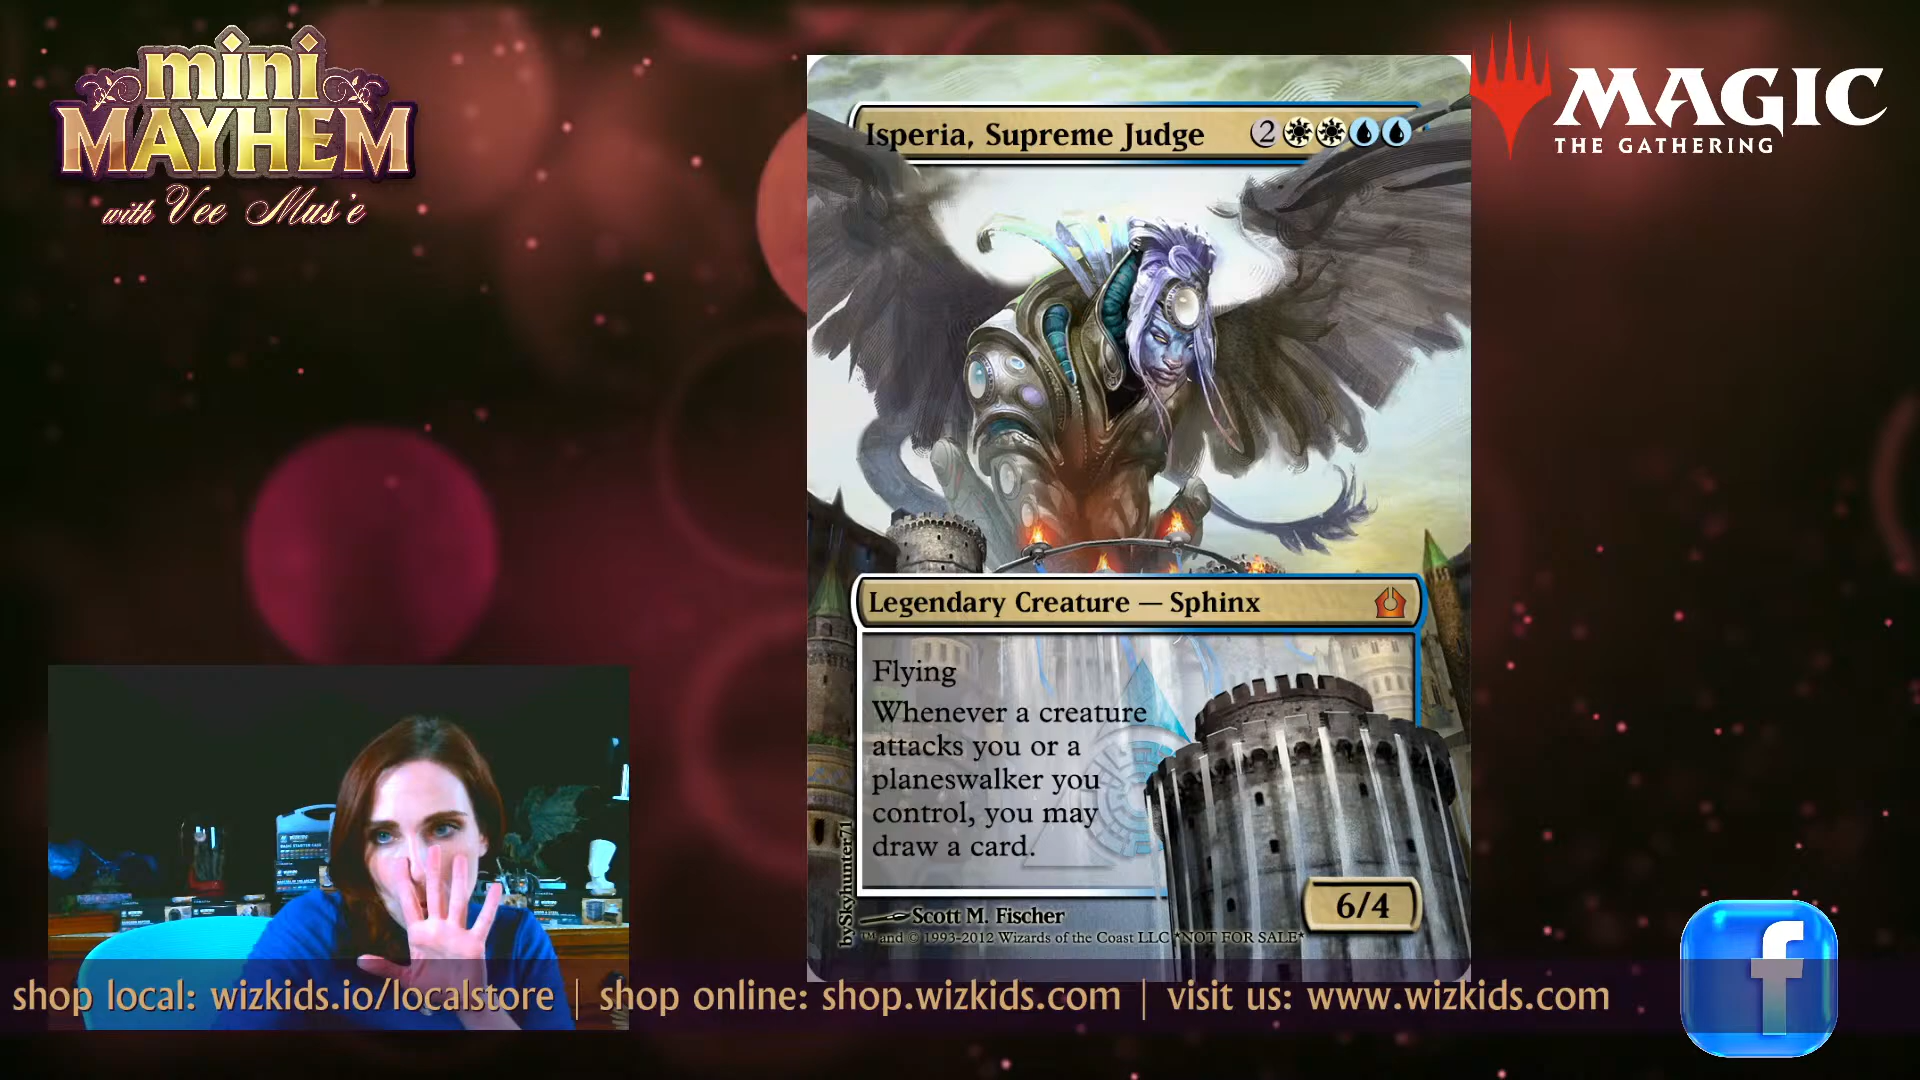 mini
MAYHEM
with Vee Mus'e
Isperia, Supreme Judge 2
MAGIC
THE GATHERING
Legendary Creature — Sphinx
Flying
Whenever a creature
attacks you or a
planeswalker you
control, you may
draw a card.
6/4
bySkyhunter71
Scott M. Fischer
™ and © 1993-2012 Wizards of the Coast LLC *NOT FOR SALE*
shop local: wizkids.io/localstore | shop online: shop.wizkids.com | visit us: www.wizkids.com
f